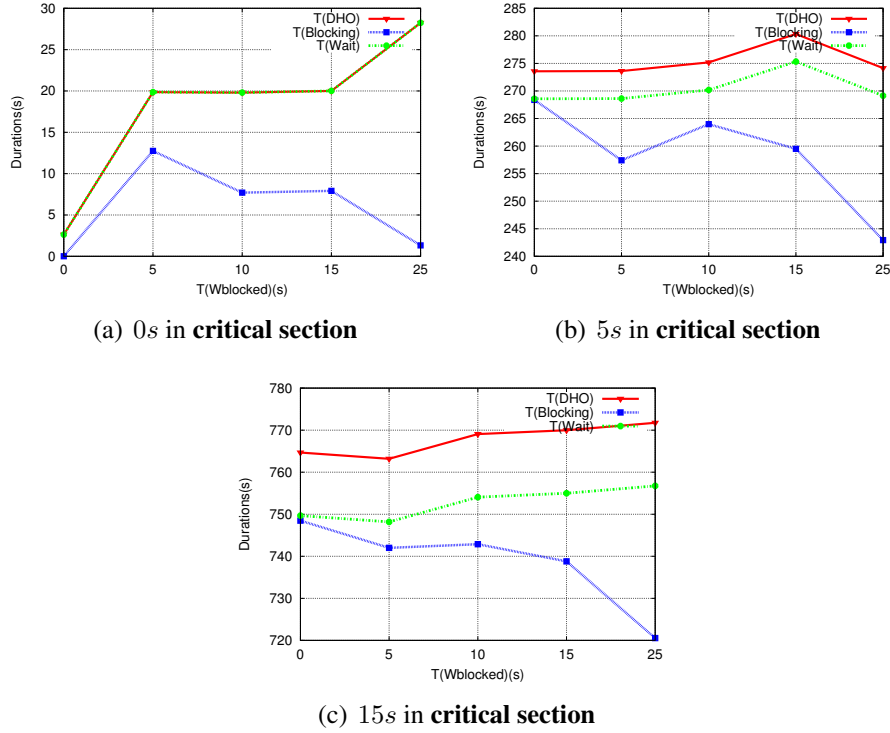 30
25
20
15
10
5
0
Durations(s)
T(DHO)
T(Blocking)
T(Wait)
0 5 10 15 25
T(Wblocked)(s)
(a) 0s in critical section
285
280
275
270
265
260
255
250
245
240
Durations(s)
T(DHO)
T(Blocking)
T(Wait)
0 5 10 15 25
T(Wblocked)(s)
(b) 5s in critical section
780
770
760
750
740
730
720
Durations(s)
T(DHO)
T(Blocking)
T(Wait)
0 5 10 15 25
T(Wblocked)(s)
(c) 15s in critical section